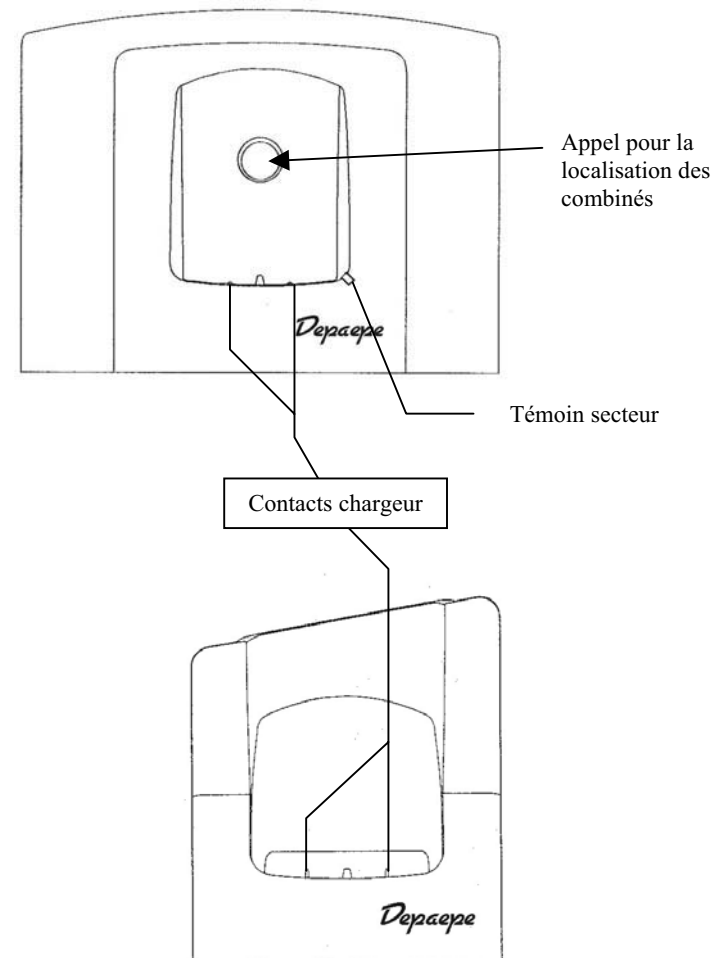 Appel pour la
localisation des
combinés
Depaepe
Témoin secteur
Contacts chargeur
Depaepe